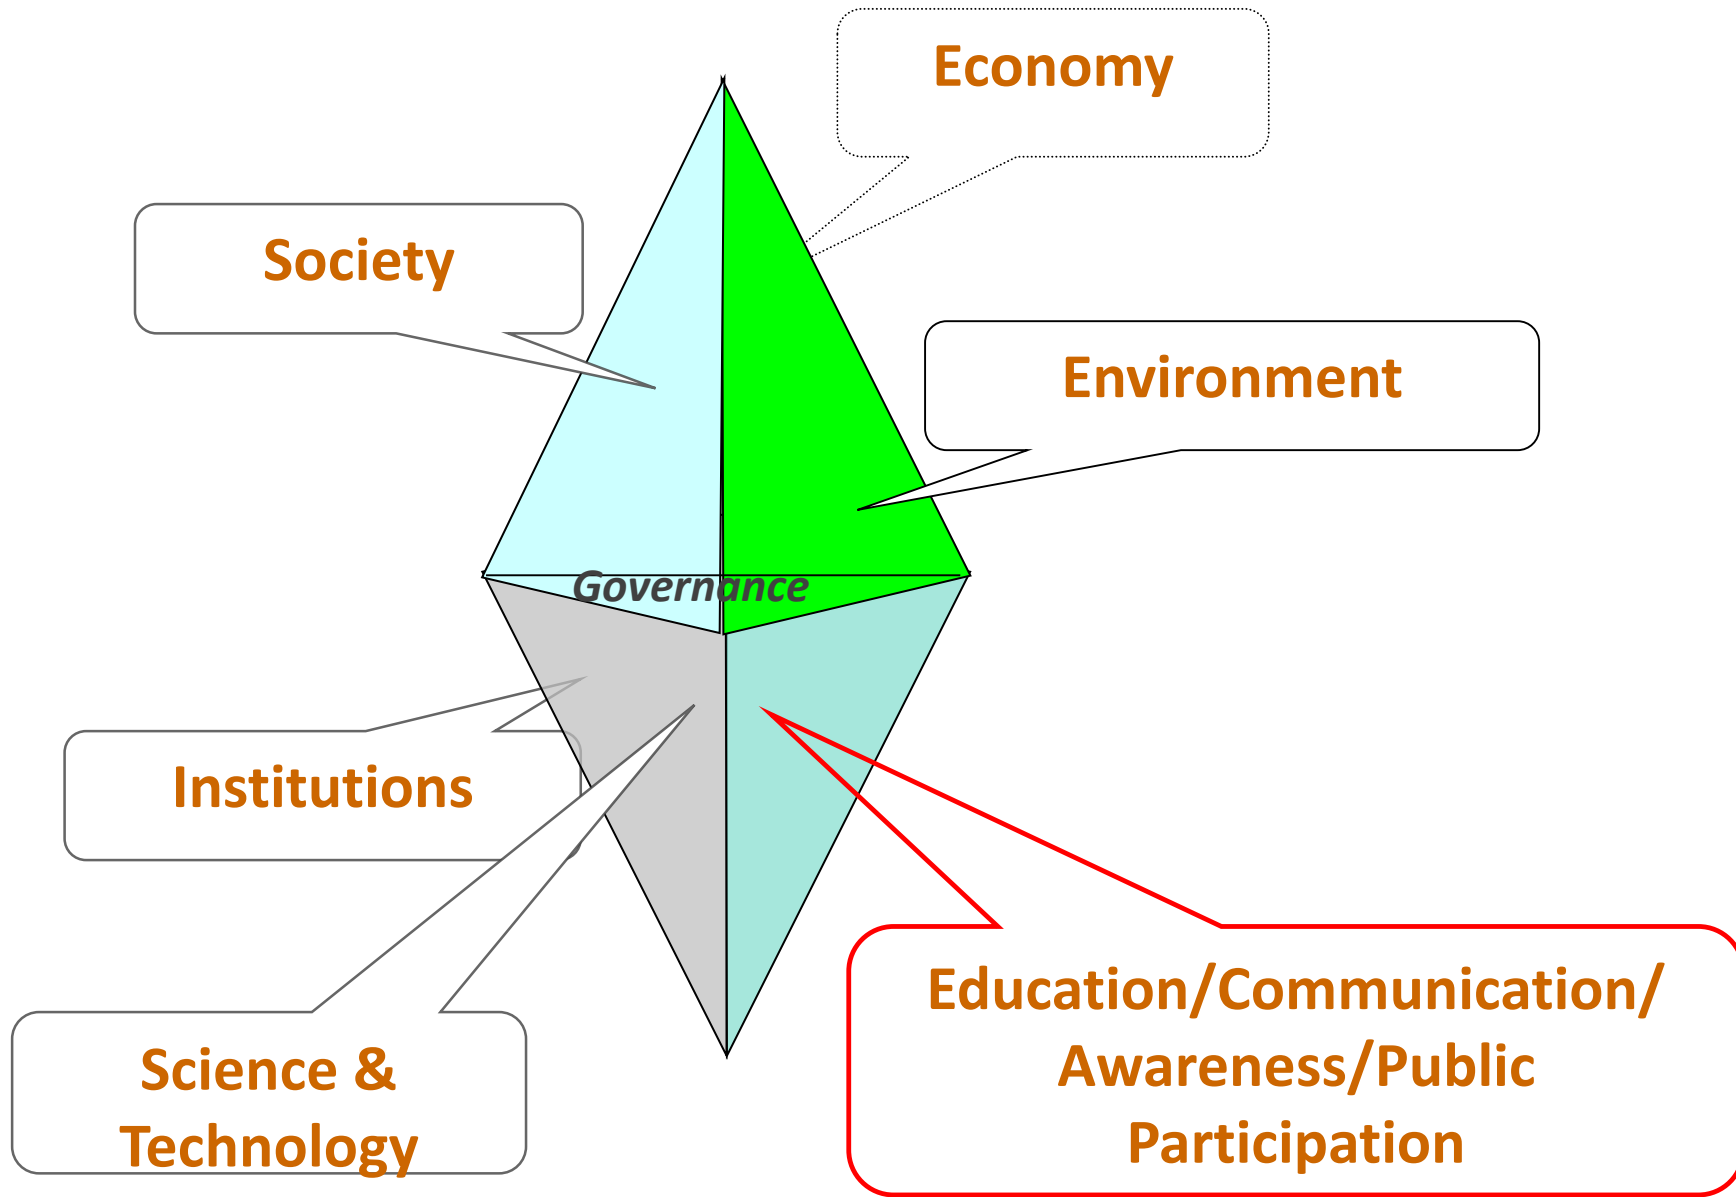 Economy
Society
Environment
Governance
Institutions
Education/Communication/
Awareness/Public
Participation
Science &
Technology